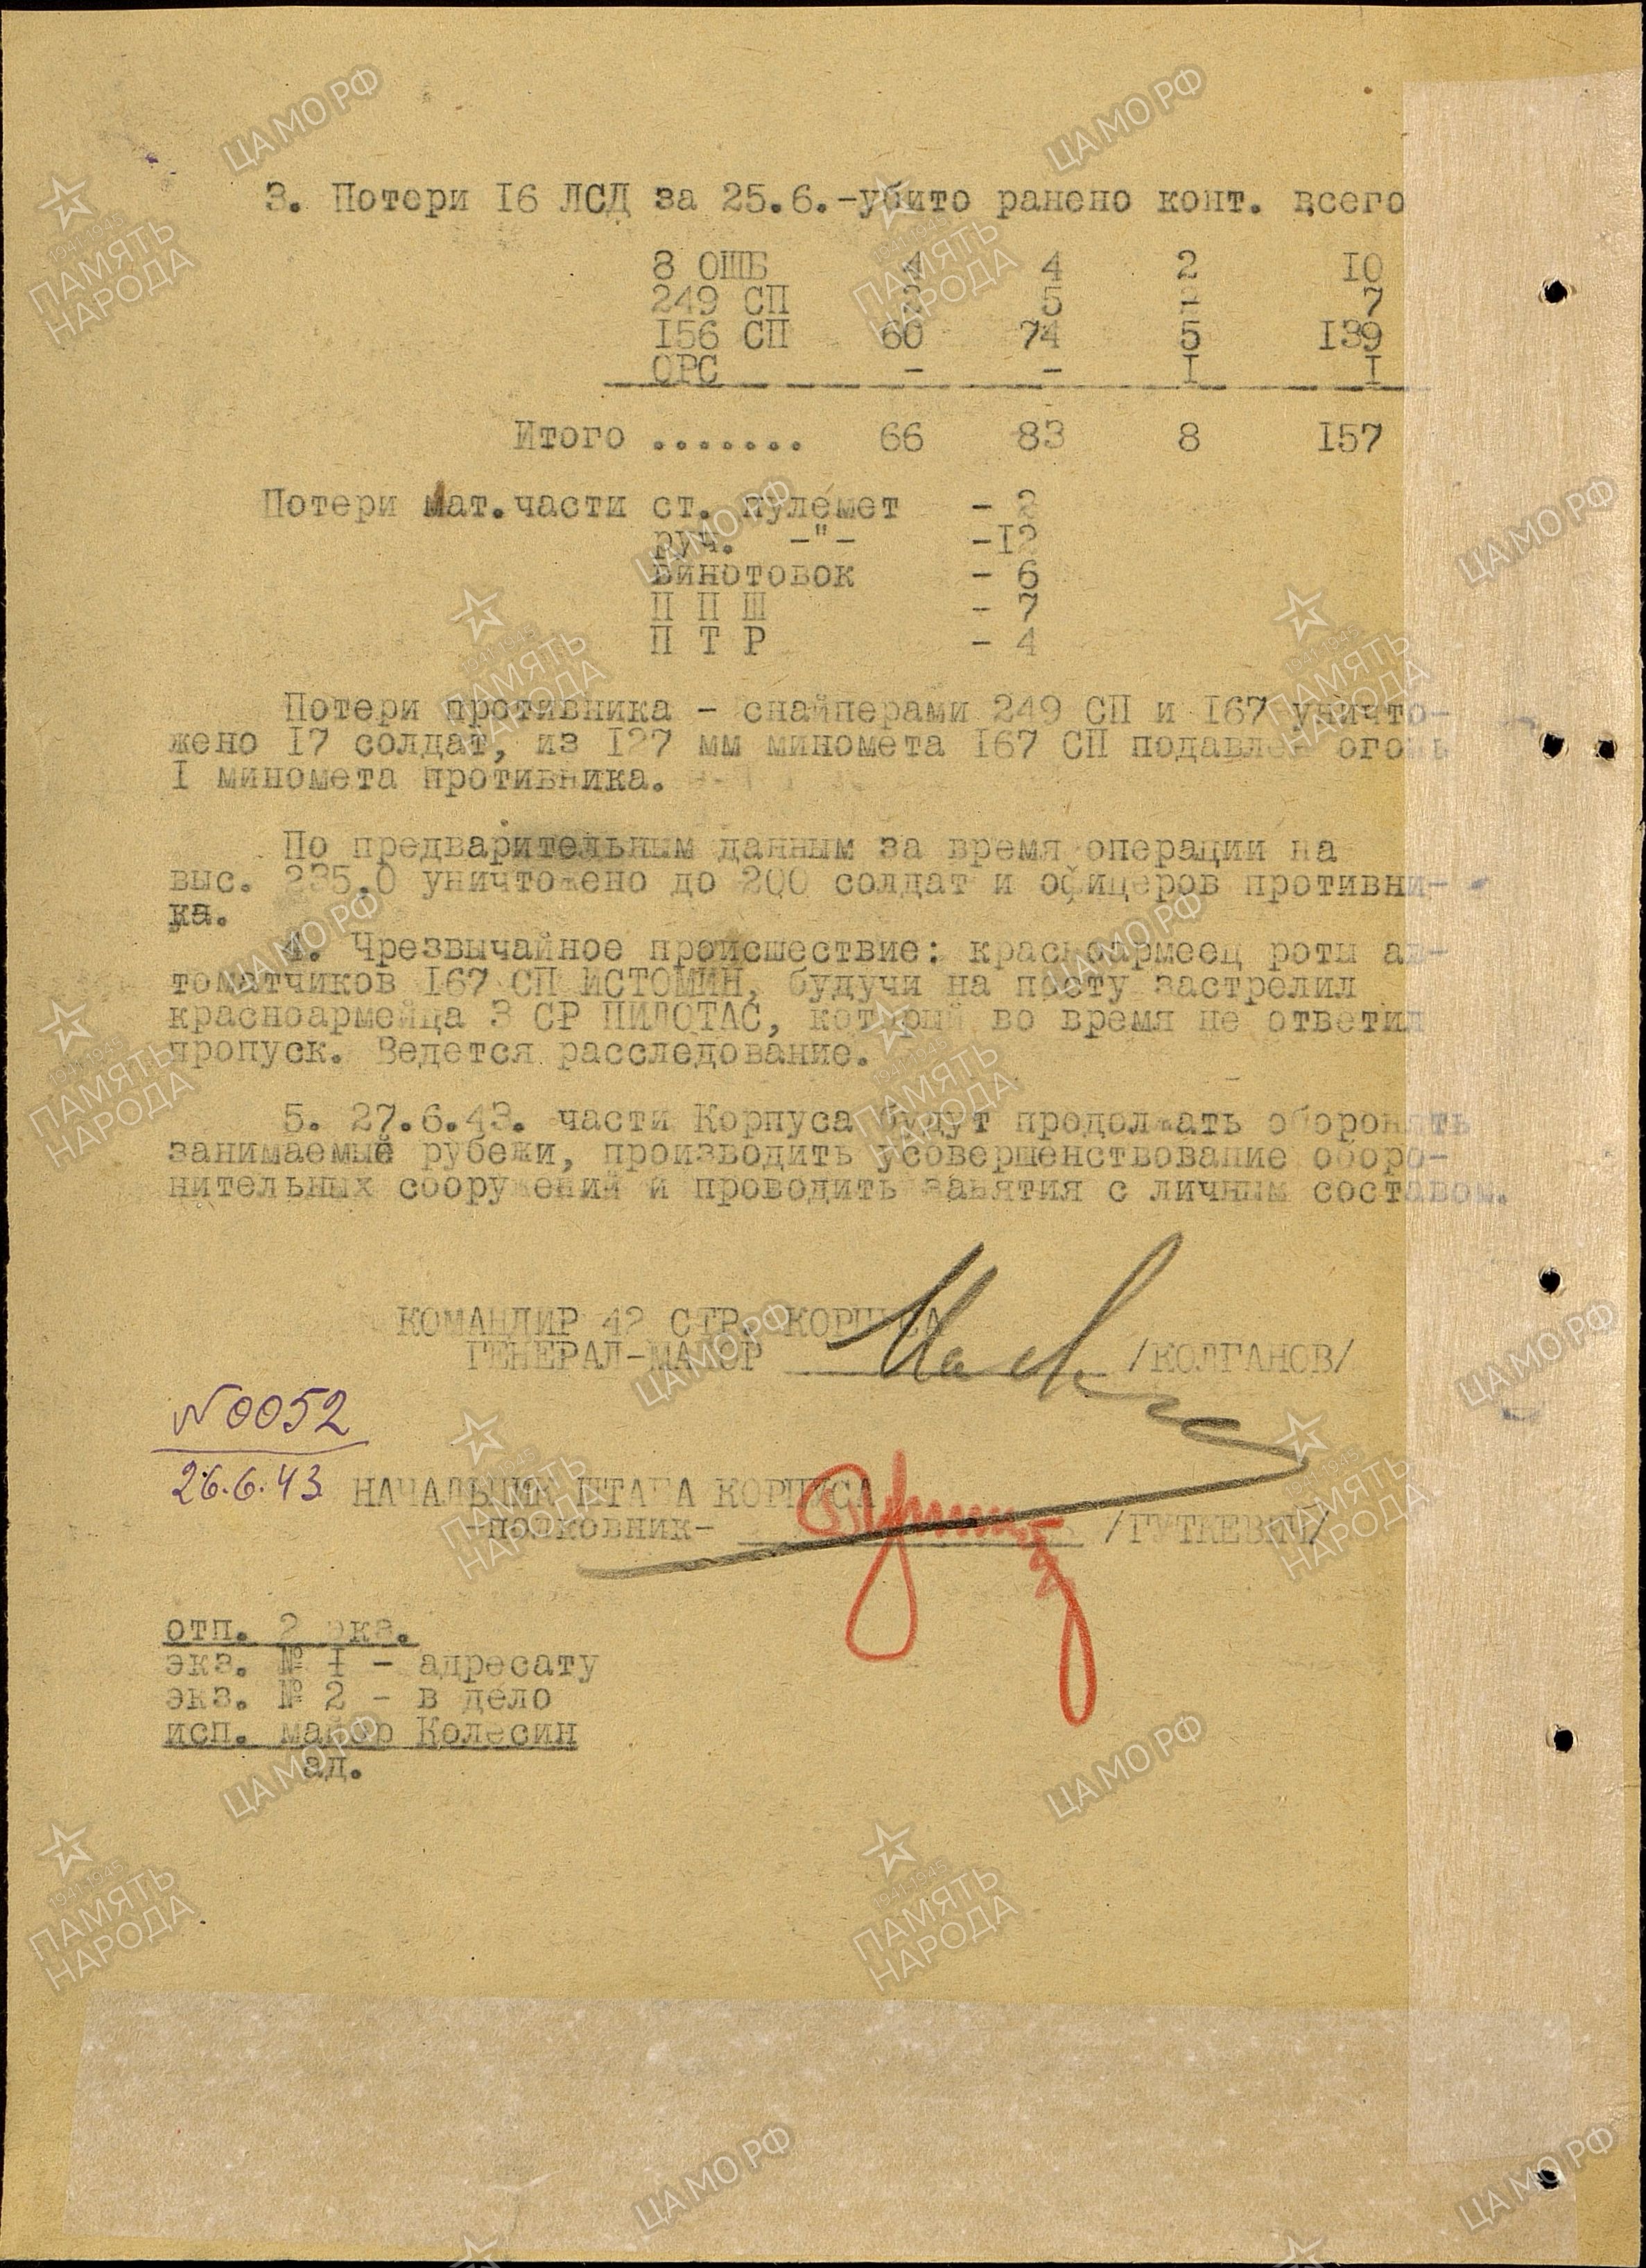 3. Потери 16 ЛСД за 25.6.-убито ранено конт. всего
8 ОШБ 4 4 2 10
249 СП 2 5 - 7
156 СП 60 74 5 139
ОРС - - 1 1
Итого ....... 66 83 8 157
Потери мат.части ст. пулемет - 2
руч. -"- -12
винотовок - 6
П П Ш - 7
П Т Р - 4
Потери противника - снайперами 249 СП и 167 уничто-
жено 17 солдат, из 127 мм миномета 167 СП подавлен огонь
1 миномета противника.
По предварительным данным за время операции на
выс. 235.0 уничтожено до 200 солдат и офицеров противни-
ка.
4. Чрезвычайное происшествие: красноармеец роты ав-
томатчиков 167 СП ИСТОМИН, будучи на посту застрелил
красноармейца 3 СР ПИЛОТАС, который во время не ответил
пропуск. Ведется расследование.
5. 27.6.43. части Корпуса будут продолжать оборонять
занимаемые рубежи, производить усовершенствование оборо-
нительных сооружений и проводить занятия с личным составом.
КОМАНДИР 42 СТР. КОРПУСА
ГЕНЕРАЛ-МАЙОР /КОЛГАНОВ/
№0052
26.6.43
НАЧАЛЬНИК ШТАБА КОРПУСА
-полковник- /ГУТКЕВИЧ/
отп. 2 экз.
экз. № 1 - адресату
экз. № 2 - в дело
исп. майор Колесин
ад.